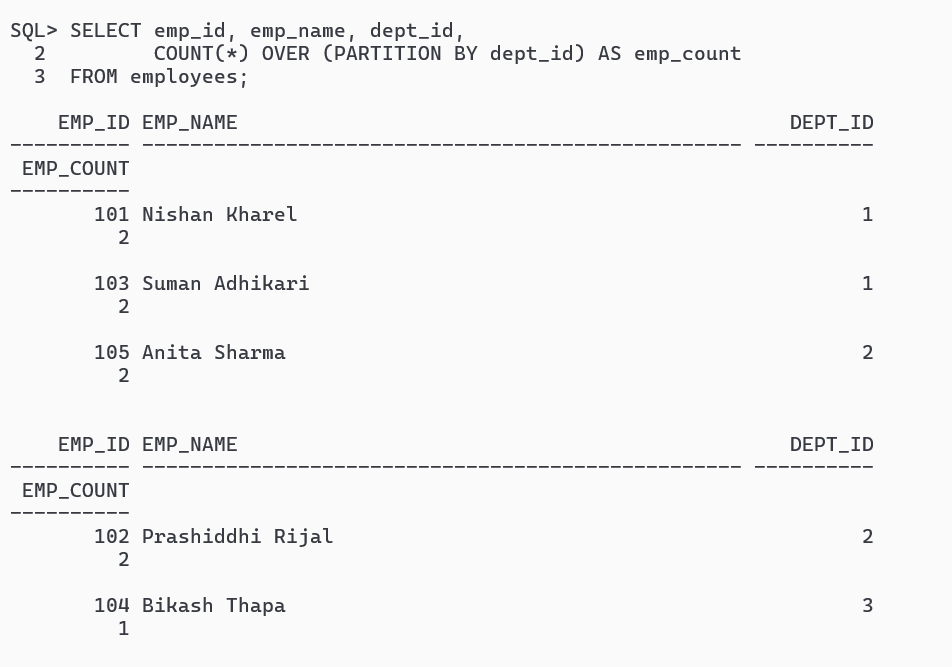 SQL> SELECT emp_id, emp_name, dept_id,
  2         COUNT(*) OVER (PARTITION BY dept_id) AS emp_count
  3  FROM employees;

    EMP_ID EMP_NAME                                              DEPT_ID
---------- -------------------------------------------------- ----------
 EMP_COUNT
----------
       101 Nishan Kharel                                               1
         2

       103 Suman Adhikari                                              1
         2

       105 Anita Sharma                                                2
         2


    EMP_ID EMP_NAME                                              DEPT_ID
---------- -------------------------------------------------- ----------
 EMP_COUNT
----------
       102 Prashiddhi Rijal                                            2
         2

       104 Bikash Thapa                                                3
         1